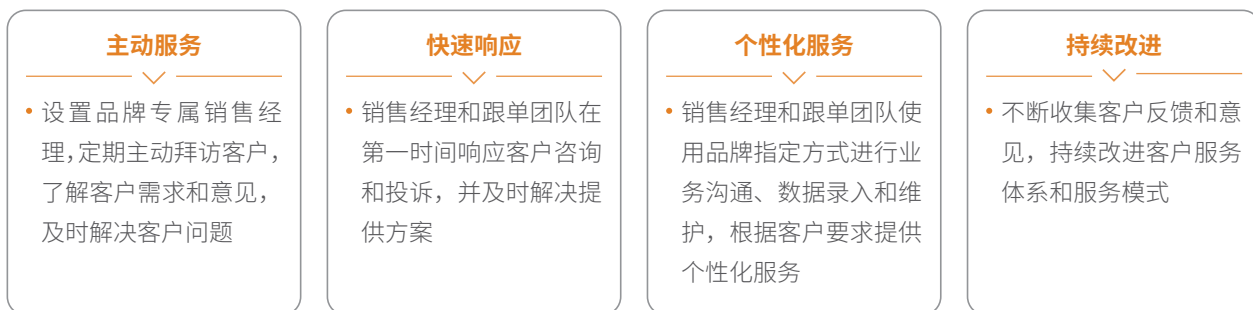 主动服务
• 设置品牌专属销售经
理，定期主动拜访客户，
了解客户需求和意见，
及时解决客户问题
快速响应
• 销售经理和跟单团队在
第一时间响应客户咨询
和投诉，并及时解决提
供方案
个性化服务
• 销售经理和跟单团队使
用品牌指定方式进行业
务沟通、数据录入和维
护，根据客户要求提供
个性化服务
持续改进
• 不断收集客户反馈和意
见，持续改进客户服务
体系和服务模式